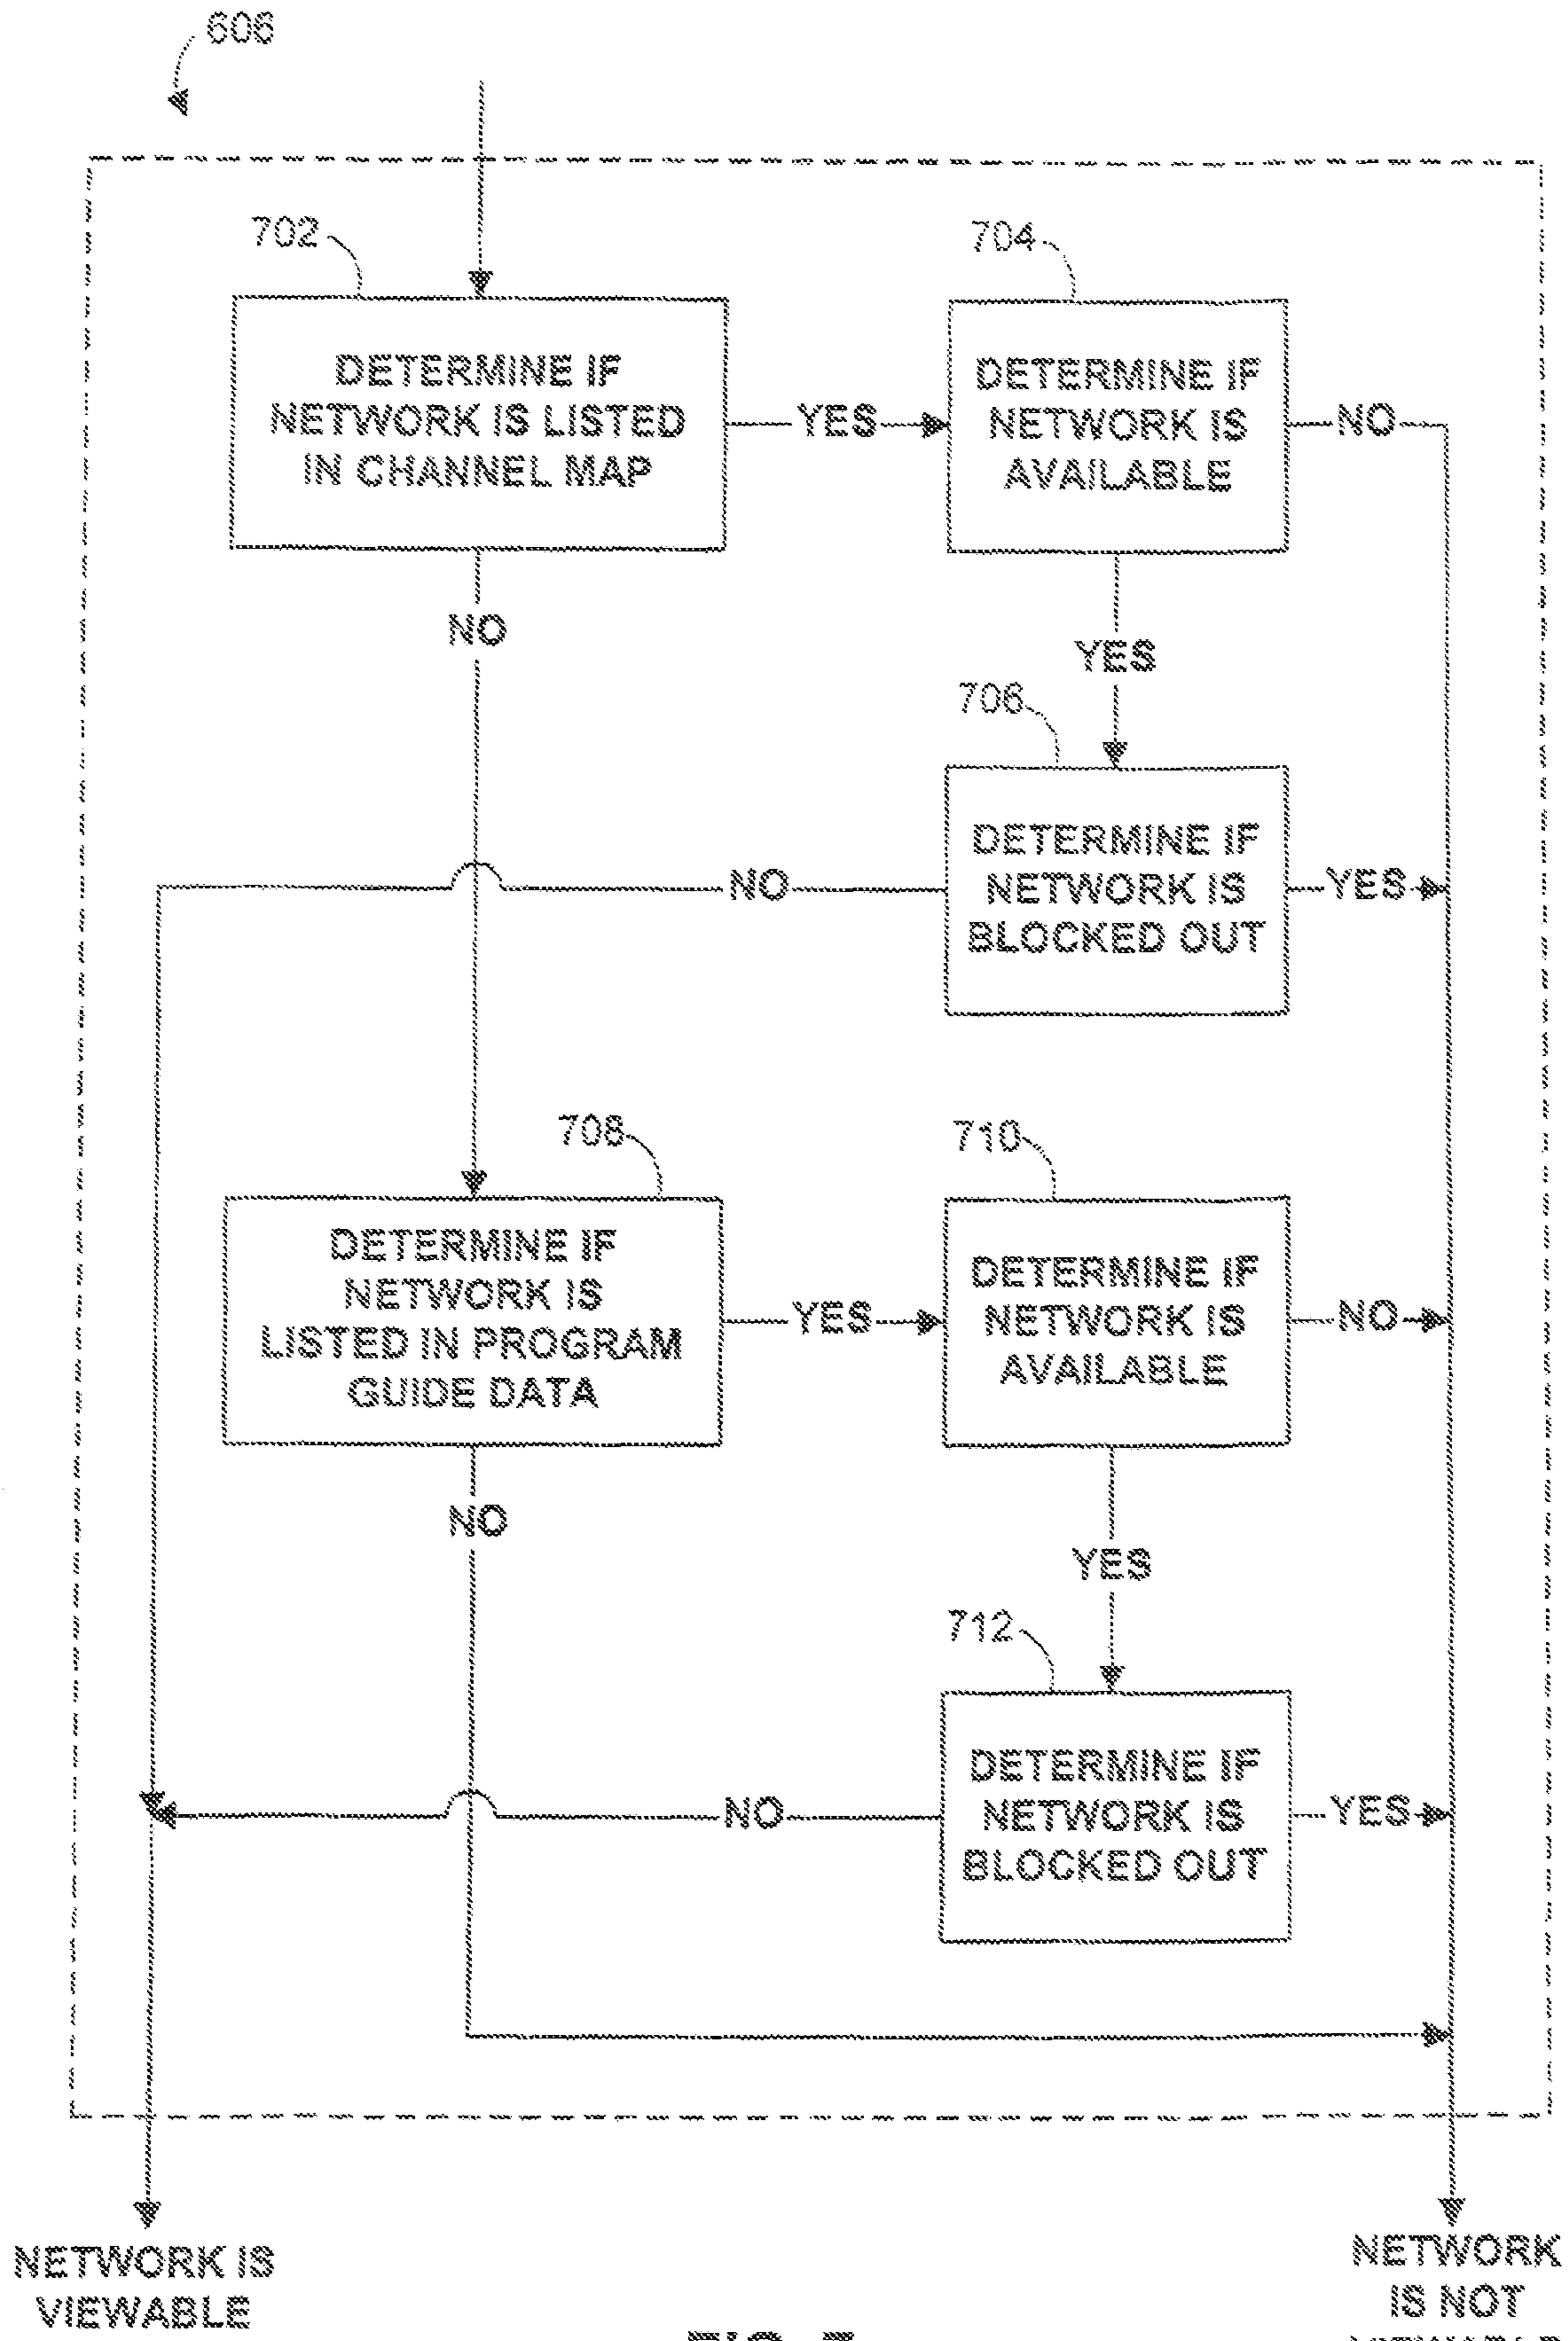 606
702
704
DETERMINE IF
NETWORK IS LISTED
IN CHANNEL MAP
YES
DETERMINE IF
NETWORK IS
AVAILABLE
NO
NO
YES
706
DETERMINE IF
NETWORK IS
BLOCKED OUT
NO
YES
708
710
DETERMINE IF
NETWORK IS
LISTED IN PROGRAM
GUIDE DATA
YES
DETERMINE IF
NETWORK IS
AVAILABLE
NO
NO
YES
712
DETERMINE IF
NETWORK IS
BLOCKED OUT
NO
YES
NETWORK IS
VIEWABLE
NETWORK
IS NOT